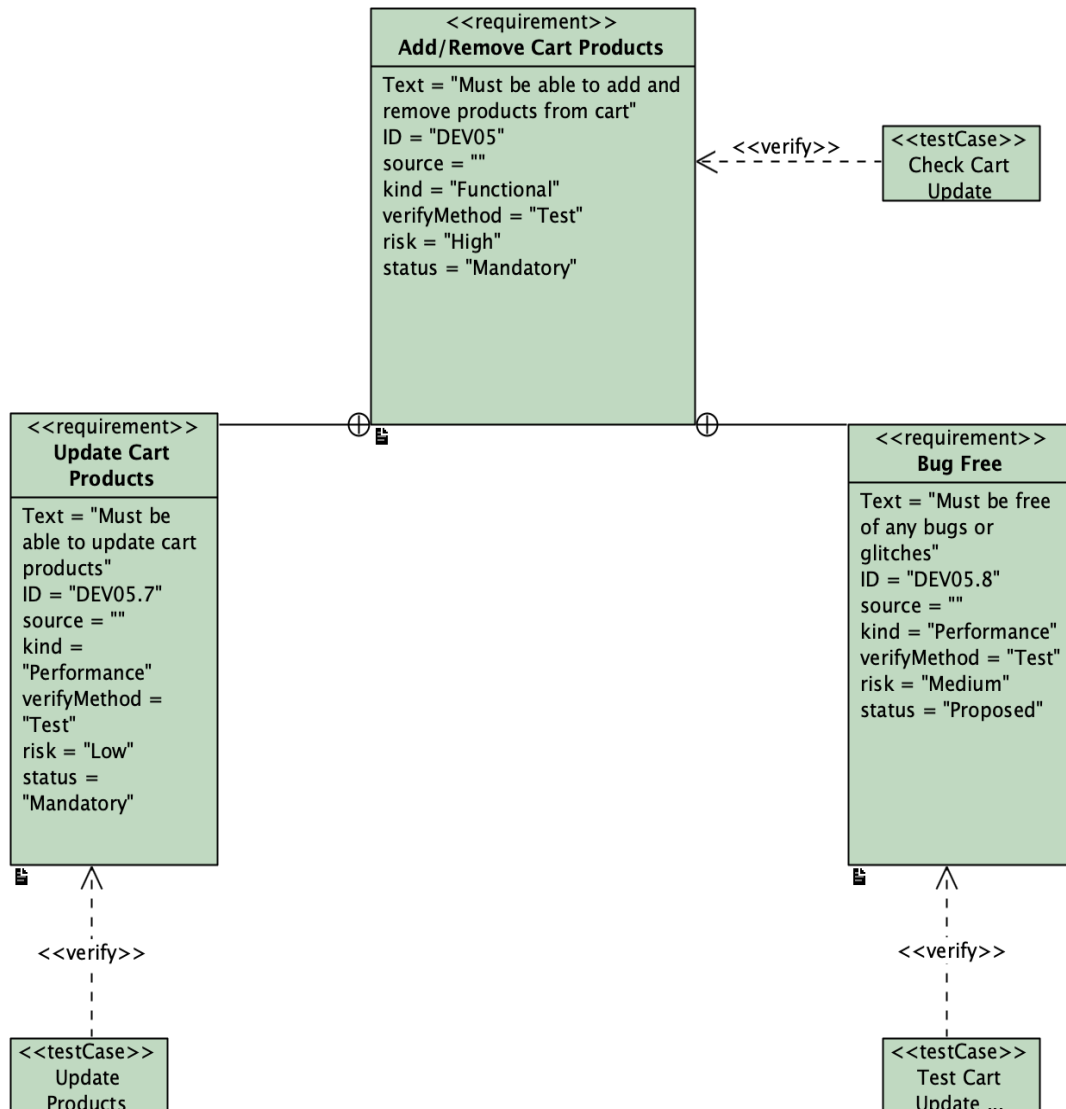 <<requirement>>
Add/Remove Cart Products
Text = "Must be able to add and
remove products from cart"
ID = "DEV05"
source = ""
kind = "Functional"
verifyMethod = "Test"
risk = "High"
status = "Mandatory"
<<verify>>
<<testCase>>
Check Cart
Update
<<requirement>>
Update Cart
Products
Text = "Must be
able to update cart
products"
ID = "DEV05.7"
source = ""
kind =
"Performance"
verifyMethod =
"Test"
risk = "Low"
status =
"Mandatory"
<<requirement>>
Bug Free
Text = "Must be free
of any bugs or
glitches"
ID = "DEV05.8"
source = ""
kind = "Performance"
verifyMethod = "Test"
risk = "Medium"
status = "Proposed"
<<verify>>
<<verify>>
<<testCase>>
Update
Products
<<testCase>>
Test Cart
Update ...